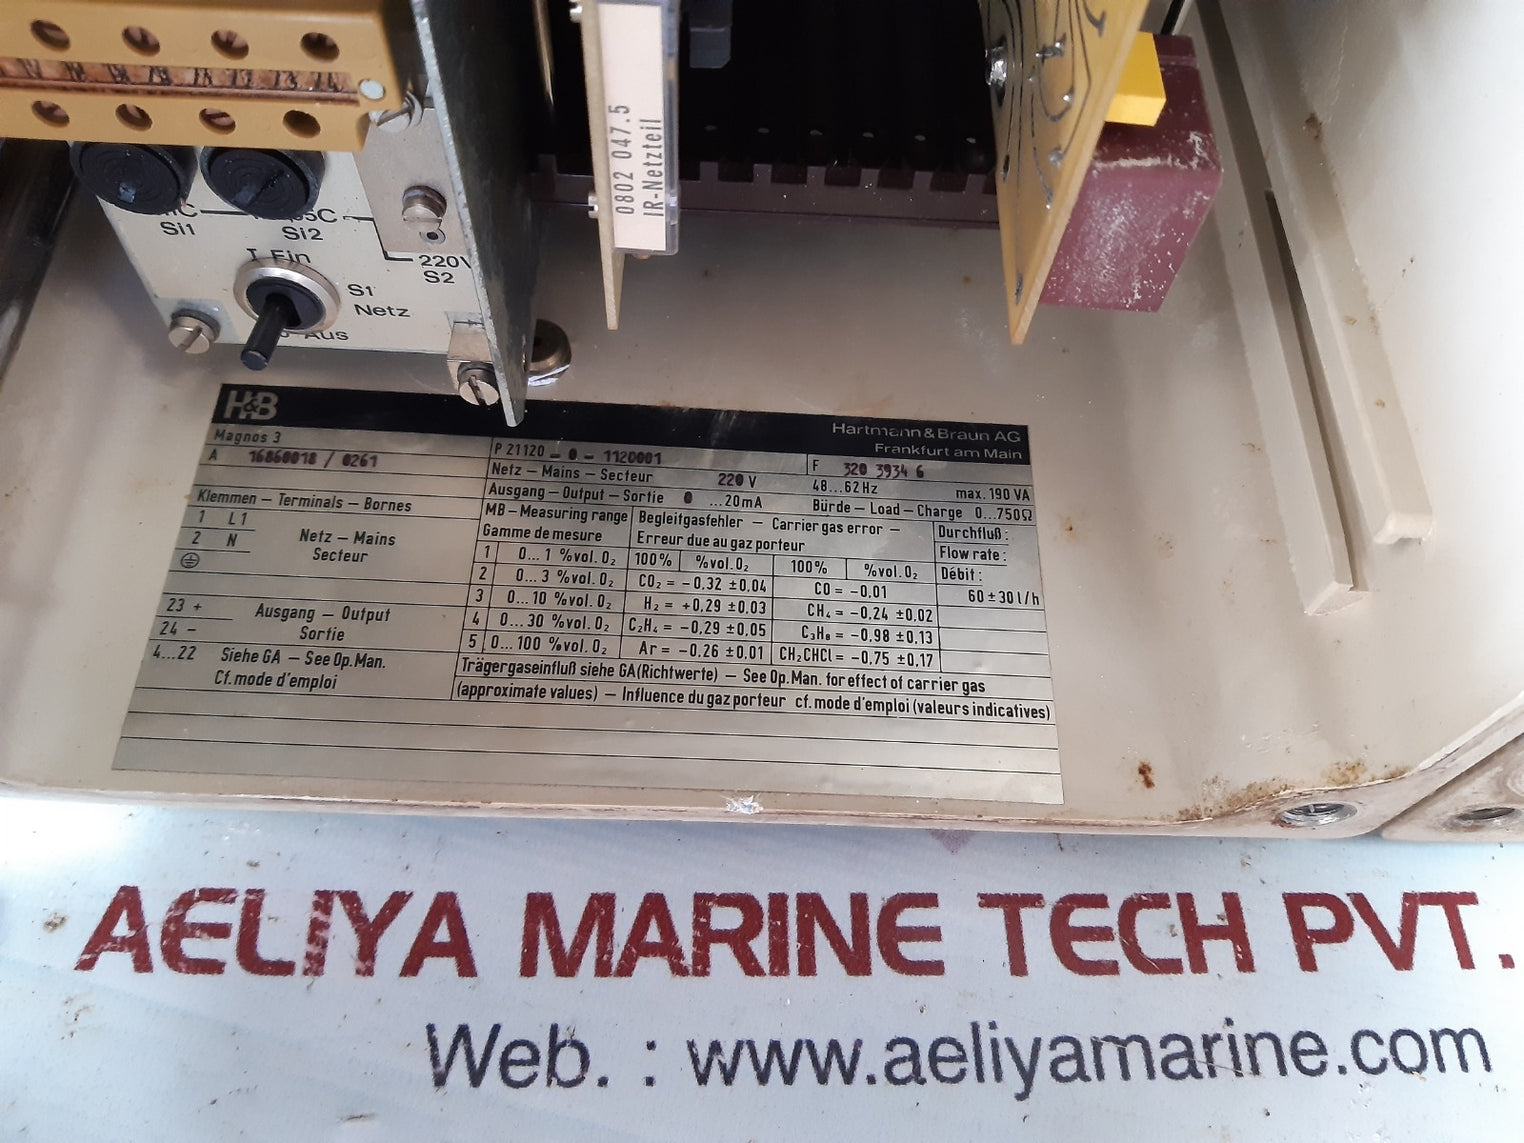 0802 047.5
IR-Netzteil
Si1
Si2
220V
S2
I Ein
S1
Netz
Aus
H&B
Hartmann & Braun AG
Frankfurt am Main
Magnos 3
A 16860018 / 0261
P 21120 - 0 - 1120001
F 320 3934 6
Netz – Mains – Secteur 220 V
48...62 Hz max. 190 VA
Ausgang – Output – Sortie 0 ...20mA
Bürde – Load – Charge 0...750Ω
Klemmen – Terminals – Bornes
1 L1
2 N
Netz – Mains
Secteur
23 +
24 –
Ausgang – Output
Sortie
4...22 Siehe GA – See Op. Man.
Cf. mode d'emploi
MB – Measuring range
Gamme de mesure
1 0... 1 %vol. O₂
2 0... 3 %vol. O₂
3 0... 10 %vol. O₂
4 0... 30 %vol. O₂
5 0... 100 %vol. O₂
Begleitgasfehler – Carrier gas error –
Erreur due au gaz porteur
100% %vol. O₂ 100% %vol. O₂
CO₂ = –0,32 ±0,04 CO = –0,01
H₂ = +0,29 ±0,03 CH₄ = –0,24 ±0,02
C₂H₄ = –0,29 ±0,05 C₃H₈ = –0,98 ±0,13
Ar = –0,26 ±0,01 CH₂CHCl = –0,75 ±0,17
Durchfluß :
Flow rate :
Débit :
60 ± 30 l/h
Trägergaseinfluß siehe GA (Richtwerte) – See Op. Man. for effect of carrier gas
(approximate values) – Influence du gaz porteur cf. mode d'emploi (valeurs indicatives)
AELIYA MARINE TECH PVT.
Web. : www.aeliyamarine.com